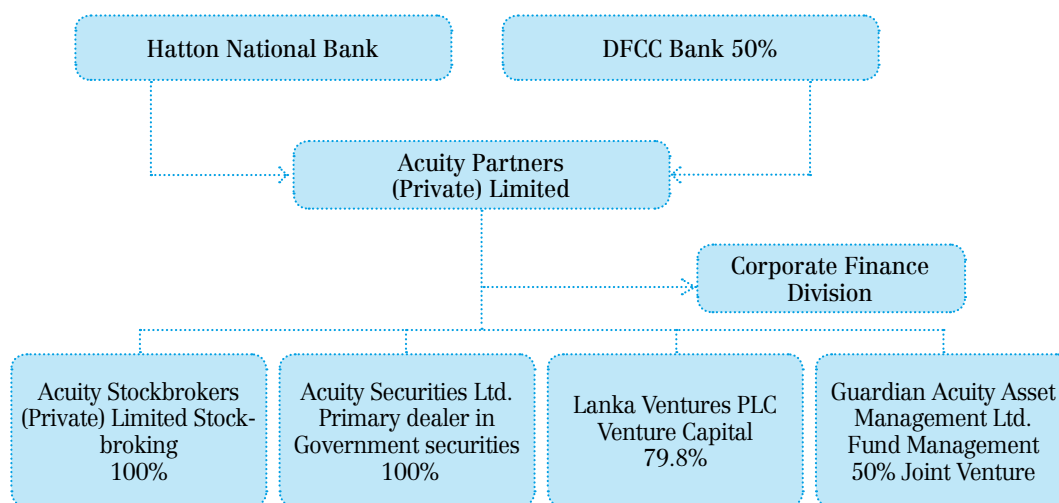 Hatton National Bank
DFCC Bank 50%
Acuity Partners
(Private) Limited
Corporate Finance
Division
Acuity Stockbrokers
(Private) Limited Stock-
broking
100%
Acuity Securities Ltd.
Primary dealer in
Government securities
100%
Lanka Ventures PLC
Venture Capital
79.8%
Guardian Acuity Asset
Management Ltd.
Fund Management
50% Joint Venture